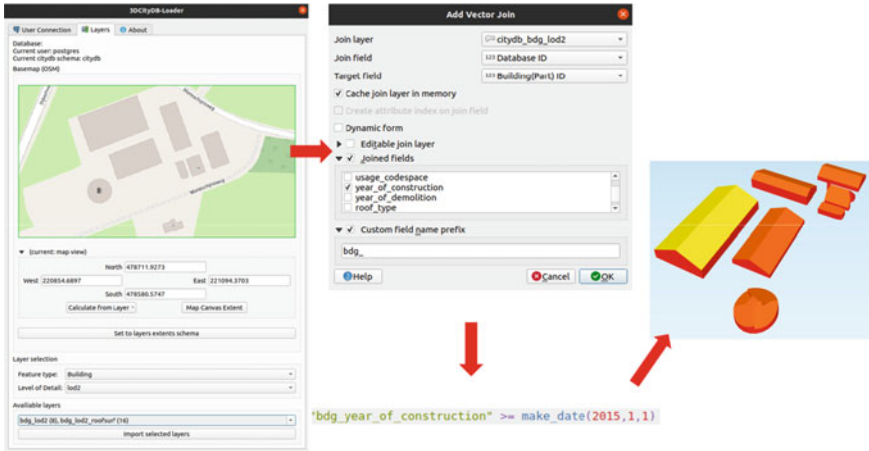 3DCityDB-Loader
User Connection
Layers
About
Database:
Current user: postgres
Current citydb schema: citydb
Basemap (OSM)
B
(current: map view)
North 478711.9273
West 220854.6897
East 221094.3703
South 478580.5747
Calculate from Layer
Map Canvas Extent
Set to layers extents schema
Layer selection
Feature type: Building
Level of Detail: lod2
Available layers
bdg_lod2 (8), bdg_lod2_roofsurf (16)
Import selected layers
Add Vector Join
Join layer
citydb_bdg_lod2
Join field
123 Database ID
Target field
123 Building(Part) ID
Cache join layer in memory
Create attribute index on join field
Dynamic form
Editable join layer
Joined fields
usage_codespace
year_of_construction
year_of_demolition
roof_type
Custom field name prefix
bdg_
Help
Cancel
OK
"bdg_year_of_construction" >= make_date(2015,1,1)